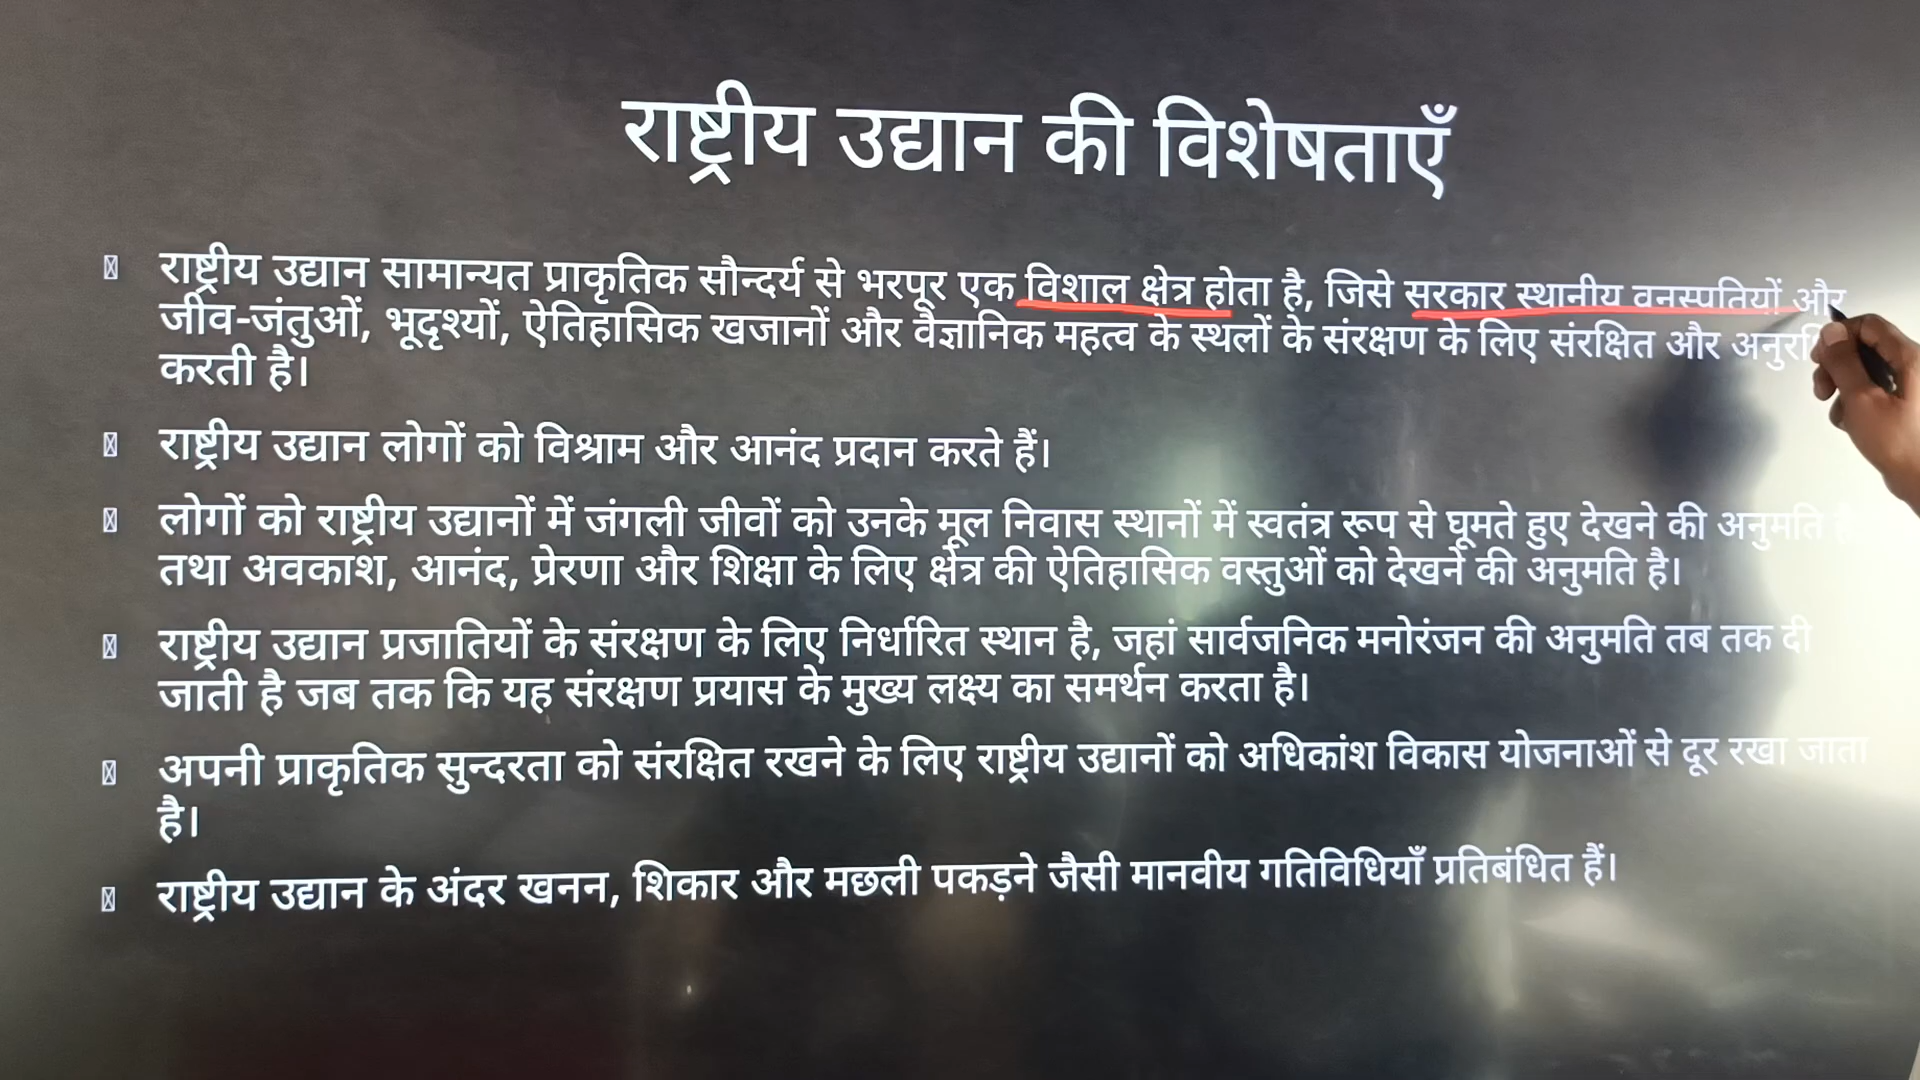 राष्ट्रीय उद्यान की विशेषताएँ
राष्ट्रीय उद्यान सामान्यत प्राकृतिक सौन्दर्य से भरपूर एक विशाल क्षेत्र होता है, जिसे सरकार स्थानीय वनस्पतियों और
जीव-जंतुओं, भूदृश्यों, ऐतिहासिक खजानों और वैज्ञानिक महत्व के स्थलों के संरक्षण के लिए संरक्षित और
करती है।
राष्ट्रीय उद्यान लोगों को विश्राम और आनंद प्रदान करते हैं।
लोगों को राष्ट्रीय उद्यानों में जंगली जीवों को उनके मूल निवास स्थानों में स्वतंत्र रूप से घूमते हुए देखने की अनुमति
तथा अवकाश, आनंद, प्रेरणा और शिक्षा के लिए क्षेत्र की ऐतिहासिक वस्तुओं को देखने की अनुमति है।
राष्ट्रीय उद्यान प्रजातियों के संरक्षण के लिए निर्धारित स्थान है, जहां सार्वजनिक मनोरंजन की अनुमति तब तक दी
जाती है जब तक कि यह संरक्षण प्रयास के मुख्य लक्ष्य का समर्थन करता है।
अपनी प्राकृतिक सुन्दरता को संरक्षित रखने के लिए राष्ट्रीय उद्यानों को अधिकांश विकास योजनाओं से दूर रखा जाता
है।
राष्ट्रीय उद्यान के अंदर खनन, शिकार और मछली पकड़ने जैसी मानवीय गतिविधियाँ प्रतिबंधित हैं।